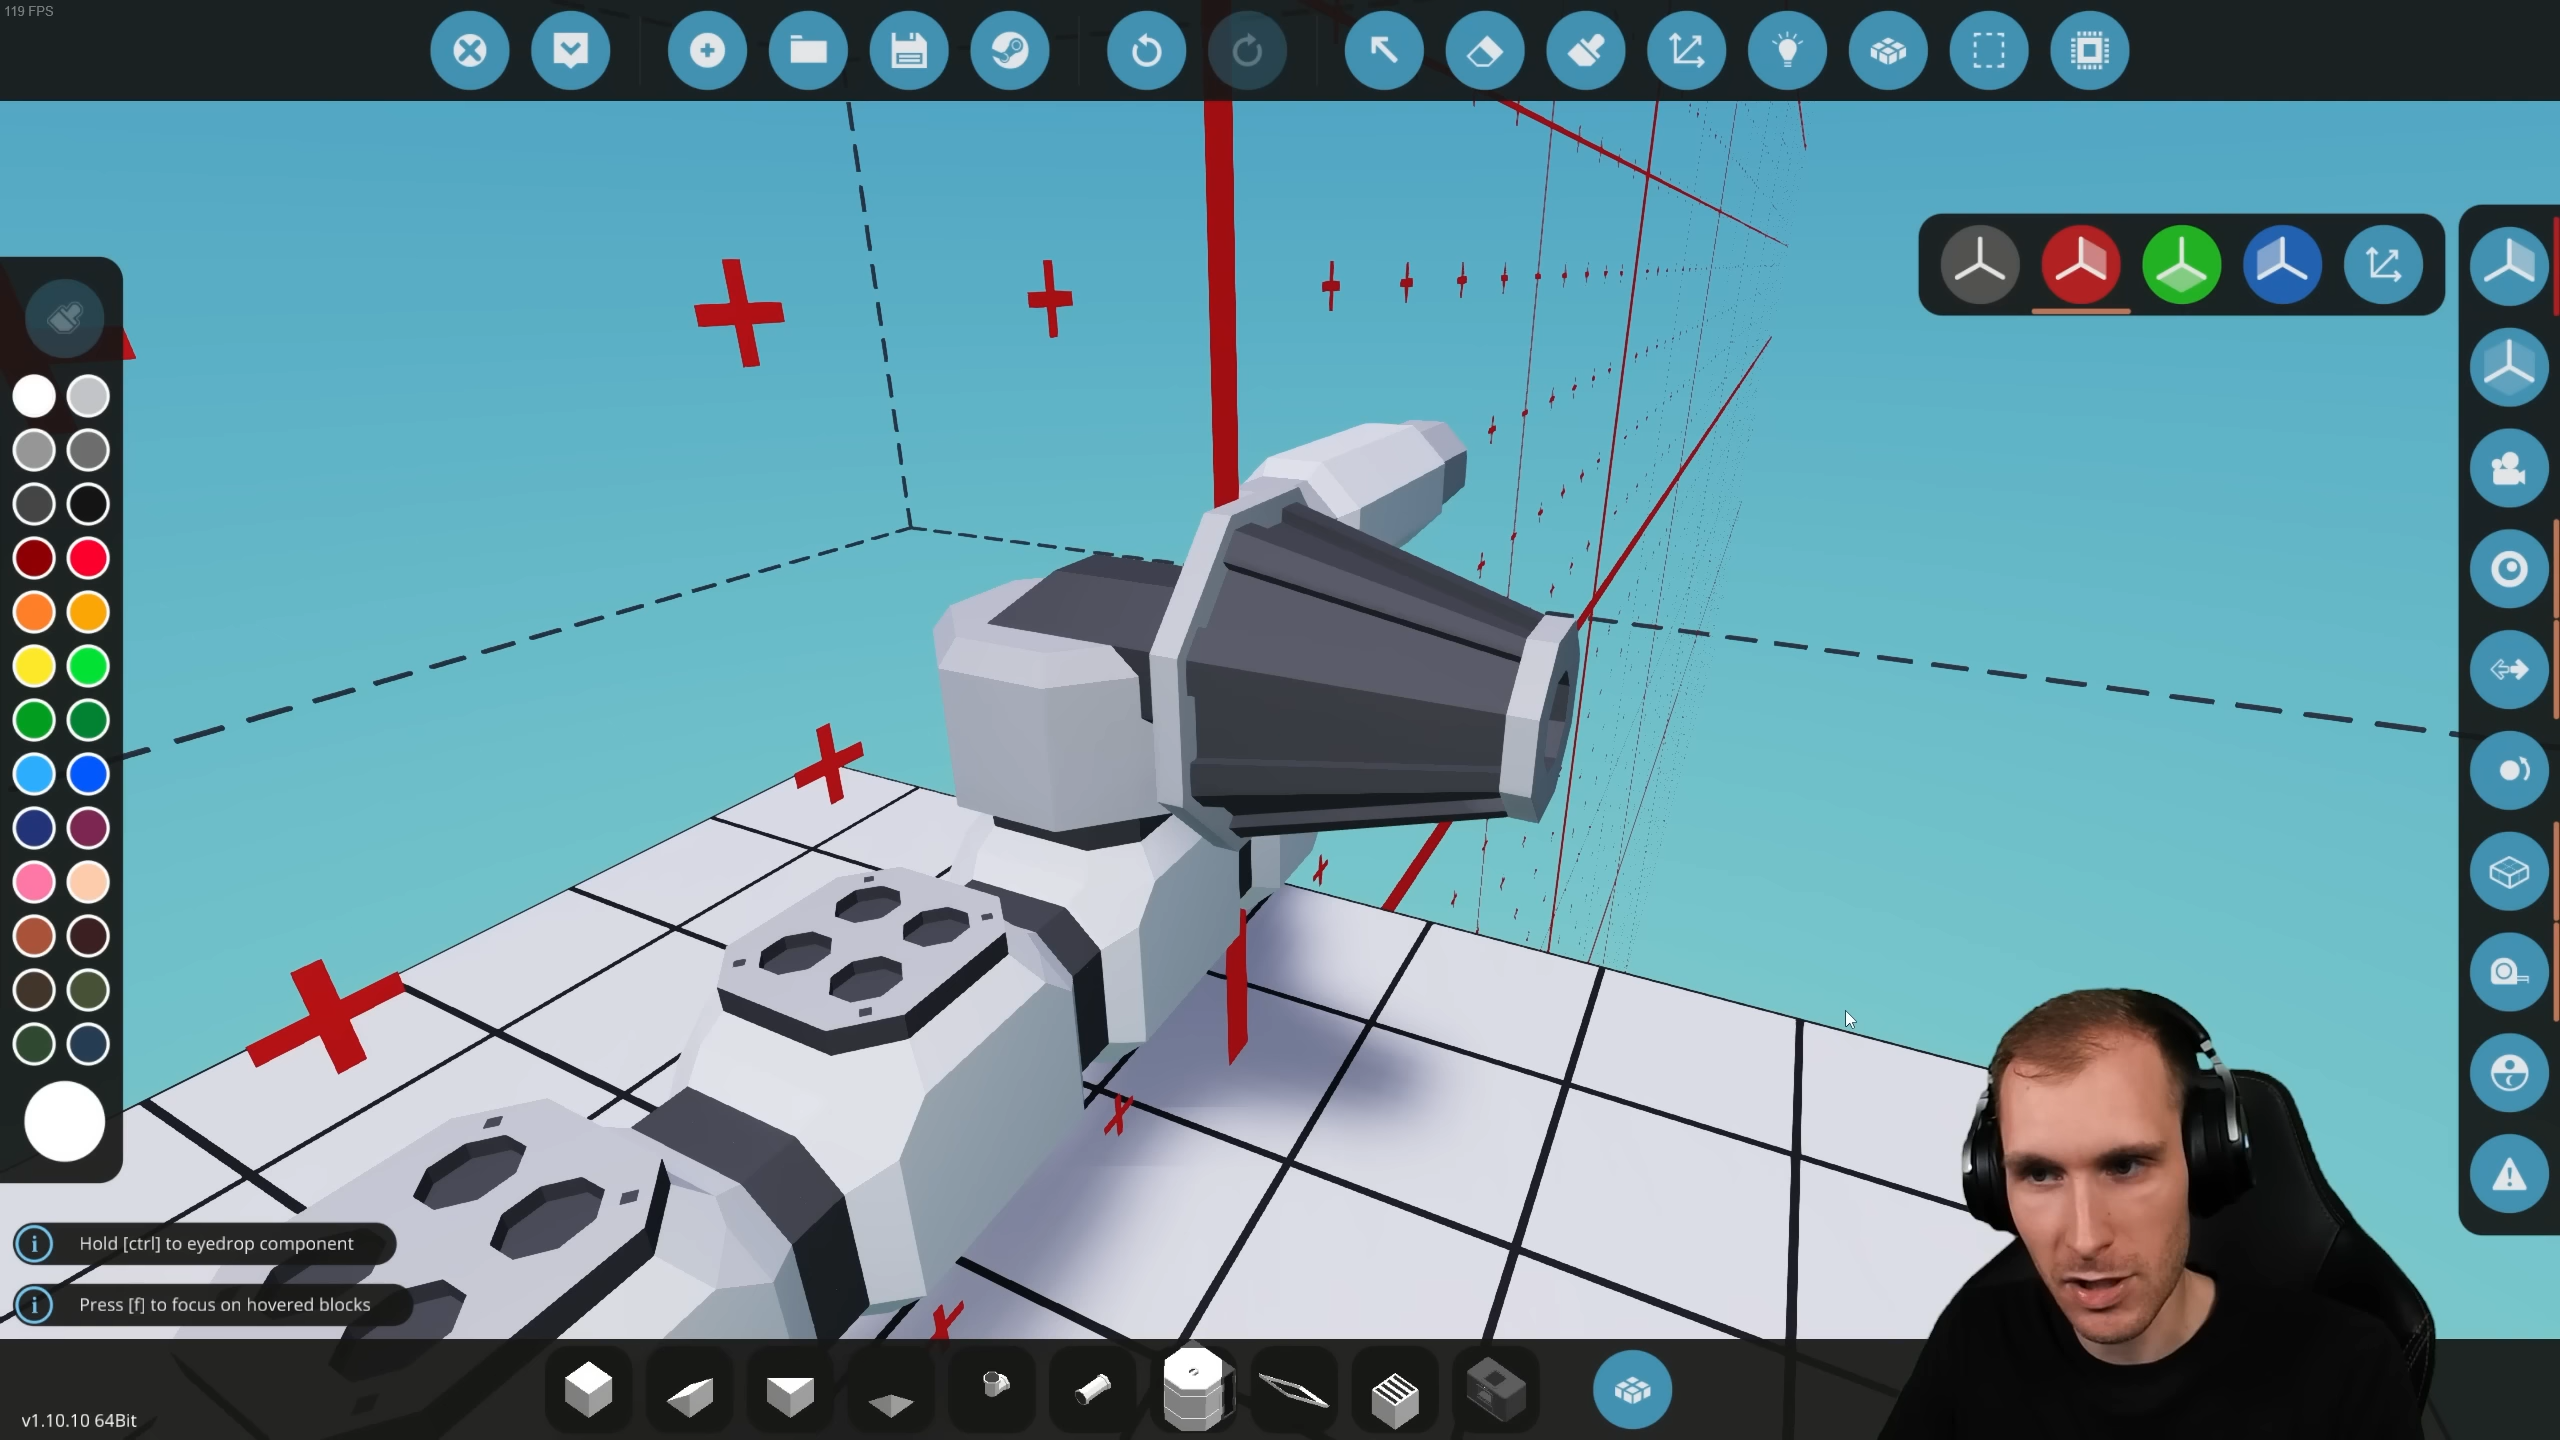 119 FPS
Hold [ctrl] to eyedrop component
Press [f] to focus on hovered blocks
v1.10.10 64Bit